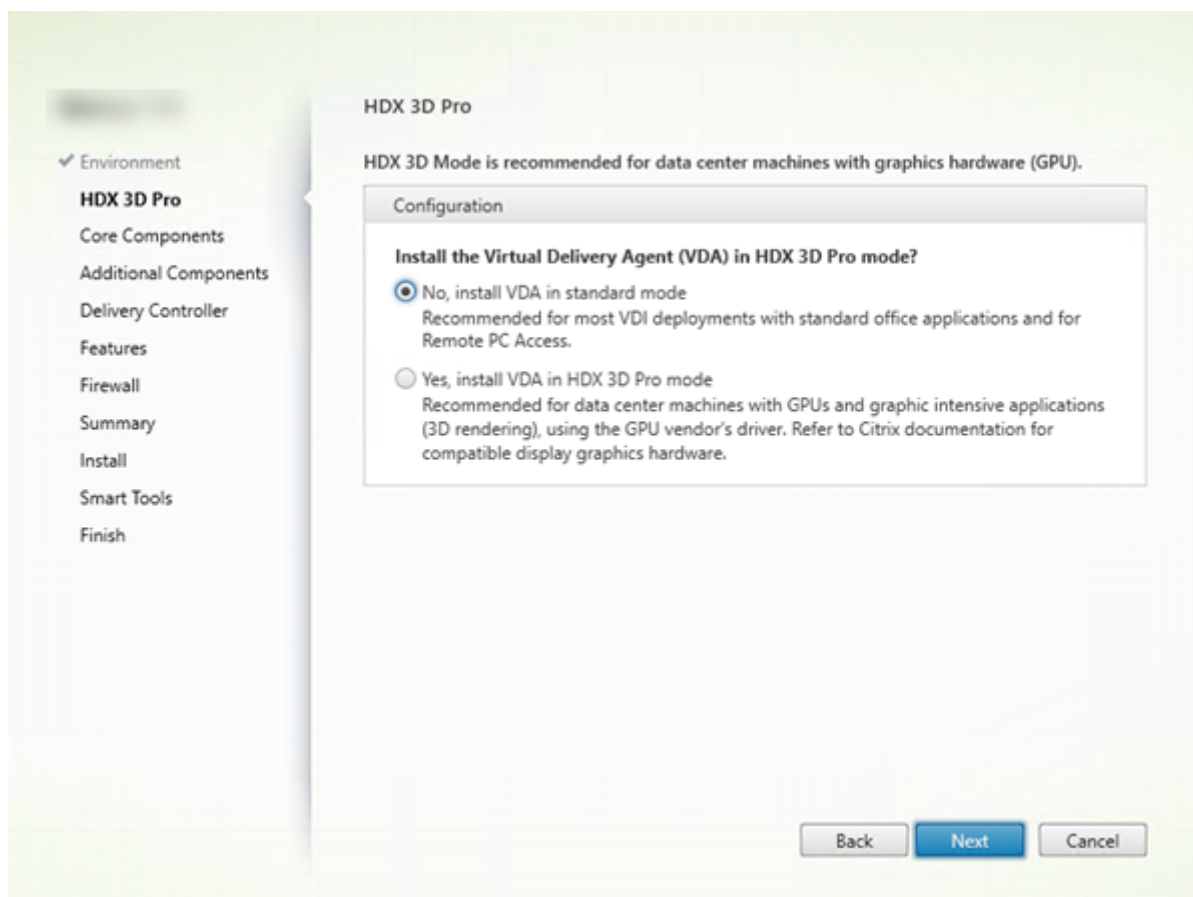 HDX 3D Pro
HDX 3D Mode is recommended for data center machines with graphics hardware (GPU).
Environment
HDX 3D Pro
Core Components
Additional Components
Delivery Controller
Features
Firewall
Summary
Install
Smart Tools
Finish
Configuration
Install the Virtual Delivery Agent (VDA) in HDX 3D Pro mode?
No, install VDA in standard mode
Recommended for most VDI deployments with standard office applications and for
Remote PC Access.
Yes, install VDA in HDX 3D Pro mode
Recommended for data center machines with GPUs and graphic intensive applications
(3D rendering), using the GPU vendor's driver. Refer to Citrix documentation for
compatible display graphics hardware.
Back
Next
Cancel